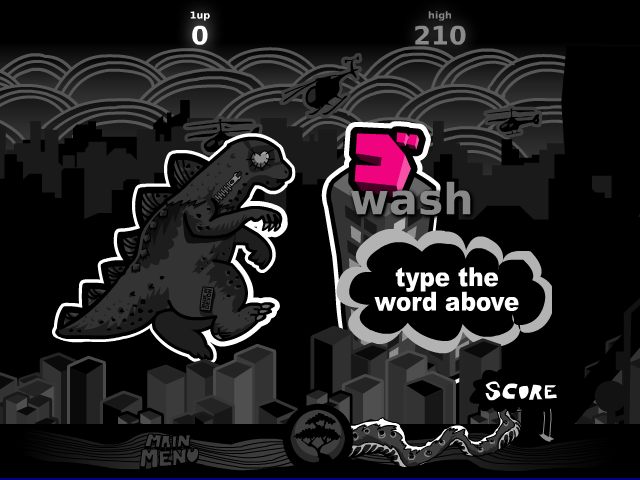 1up
high
0
210
ゴ
wash
type the
word above
SCORE
MAIN
MENU